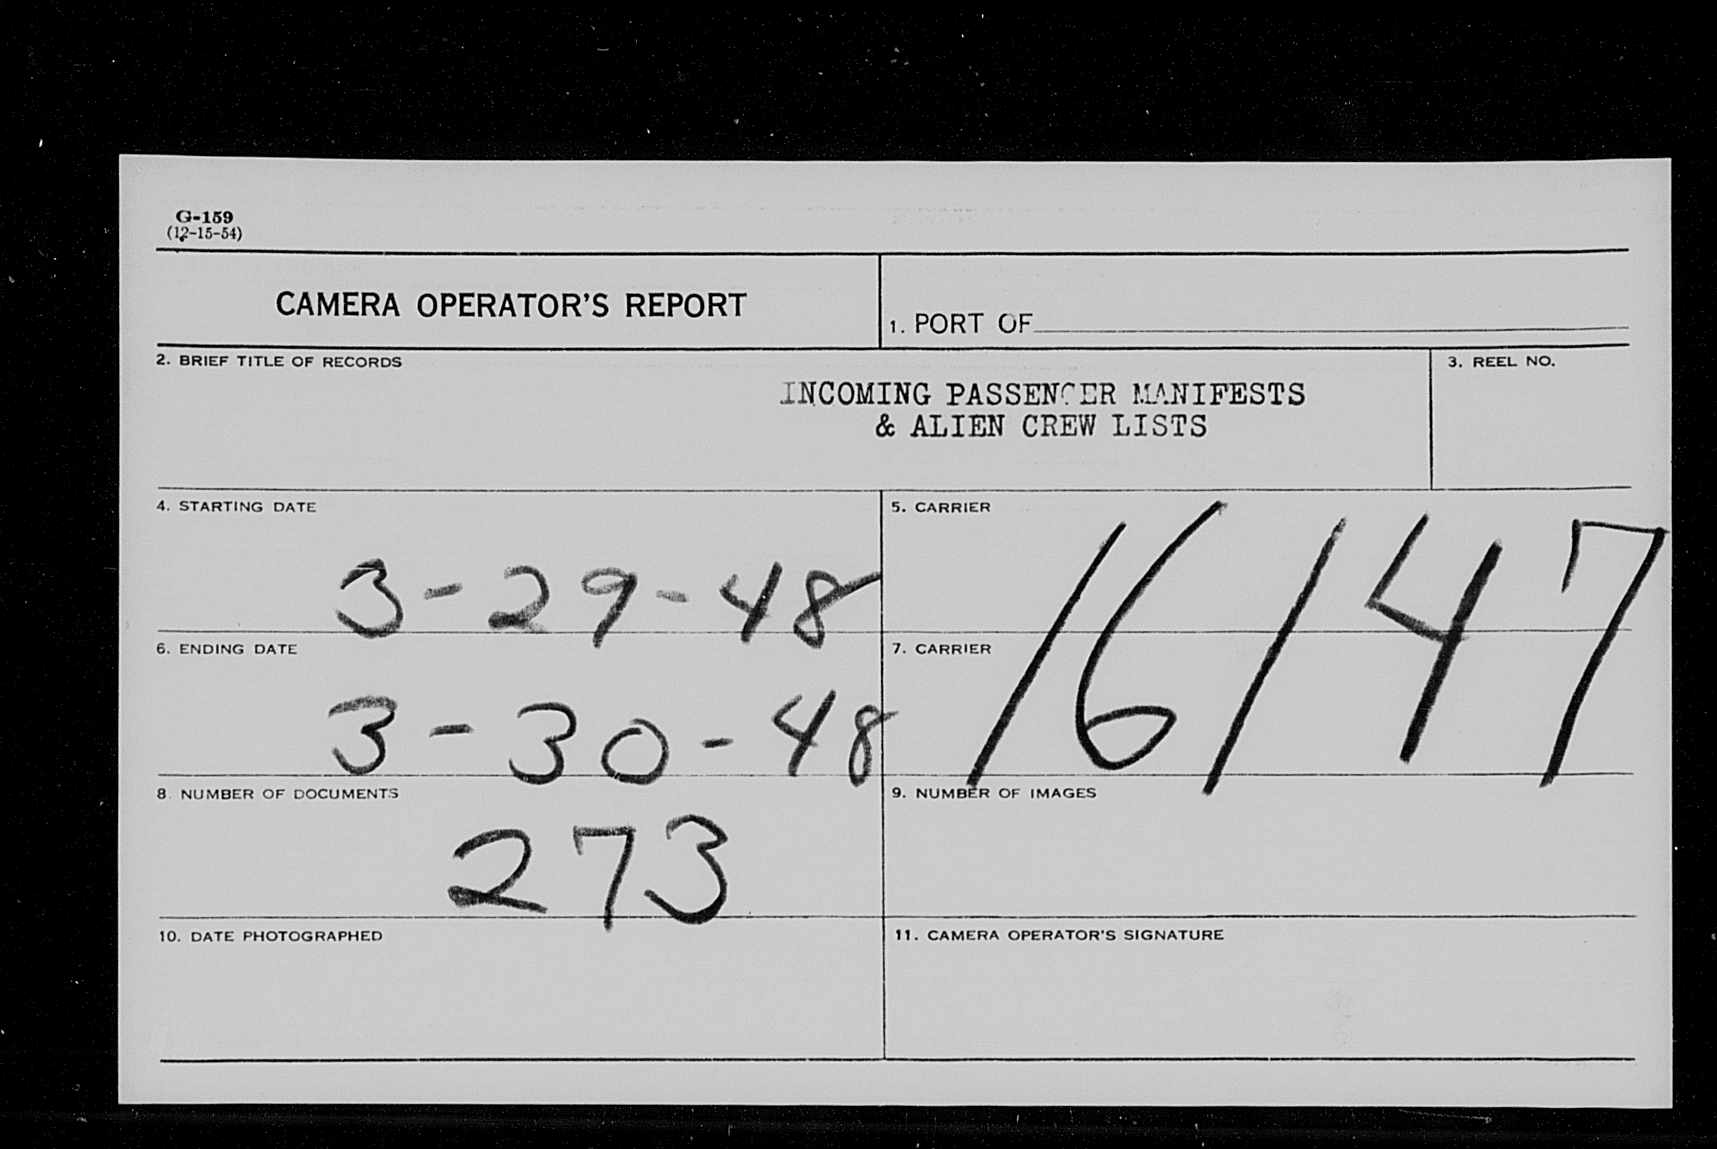 G-159
(12-15-54)
CAMERA OPERATOR'S REPORT
1. PORT OF
2. BRIEF TITLE OF RECORDS
INCOMING PASSENGER MANIFESTS
& ALIEN CREW LISTS
3. REEL NO.
4. STARTING DATE
3-29-48
5. CARRIER
16147
6. ENDING DATE
3-30-48
7. CARRIER
8. NUMBER OF DOCUMENTS
273
9. NUMBER OF IMAGES
10. DATE PHOTOGRAPHED
11. CAMERA OPERATOR'S SIGNATURE